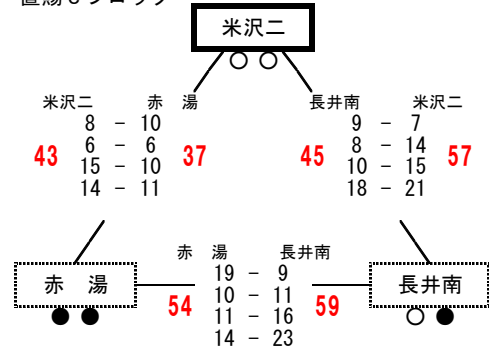 米沢二
○ ○
米沢二 赤 湯
8 - 10
6 - 6
15 - 10
14 - 11
43 37
長井南 米沢二
9 - 7
8 - 14
10 - 15
18 - 21
45 57
赤 湯
● ●
赤 湯 長井南
19 - 9
10 - 11
11 - 16
14 - 23
54 59
長井南
○ ●